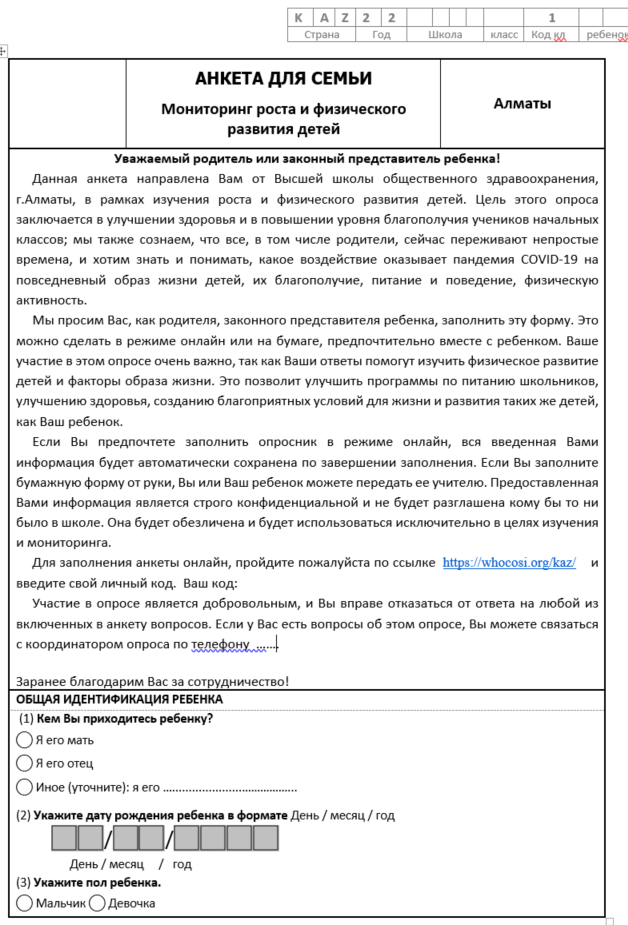 K A Z 2 2 1
Страна Год Школа класс Код кл ребенок
АНКЕТА ДЛЯ СЕМЬИ
Мониторинг роста и физического
развития детей
Алматы
Уважаемый родитель или законный представитель ребенка!
Данная анкета направлена Вам от Высшей школы общественного здравоохранения,
г.Алматы, в рамках изучения роста и физического развития детей. Цель этого опроса
заключается в улучшении здоровья и в повышении уровня благополучия учеников начальных
классов; мы также сознаем, что все, в том числе родители, сейчас переживают непростые
времена, и хотим знать и понимать, какое воздействие оказывает пандемия COVID-19 на
повседневный образ жизни детей, их благополучие, питание и поведение, физическую
активность.
Мы просим Вас, как родителя, законного представителя ребенка, заполнить эту форму. Это
можно сделать в режиме онлайн или на бумаге, предпочтительно вместе с ребенком. Ваше
участие в этом опросе очень важно, так как Ваши ответы помогут изучить физическое развитие
детей и факторы образа жизни. Это позволит улучшить программы по питанию школьников,
улучшению здоровья, созданию благоприятных условий для жизни и развития таких же детей,
как Ваш ребенок.
Если Вы предпочтете заполнить опросник в режиме онлайн, вся введенная Вами
информация будет автоматически сохранена по завершении заполнения. Если Вы заполните
бумажную форму от руки, Вы или Ваш ребенок можете передать ее учителю. Предоставленная
Вами информация является строго конфиденциальной и не будет разглашена кому бы то ни
было в школе. Она будет обезличена и будет использоваться исключительно в целях изучения
и мониторинга.
Для заполнения анкеты онлайн, пройдите пожалуйста по ссылке https://whocosi.org/kaz/ и
введите свой личный код. Ваш код:
Участие в опросе является добровольным, и Вы вправе отказаться от ответа на любой из
включенных в анкету вопросов. Если у Вас есть вопросы об этом опросе, Вы можете связаться
с координатором опроса по телефону .......
Заранее благодарим Вас за сотрудничество!
ОБЩАЯ ИДЕНТИФИКАЦИЯ РЕБЕНКА
(1) Кем Вы приходитесь ребенку?
Я его мать
Я его отец
Иное (уточните): я его ..........................................
(2) Укажите дату рождения ребенка в формате День / месяц / год
/ /
День / месяц / год
(3) Укажите пол ребенка.
Мальчик Девочка